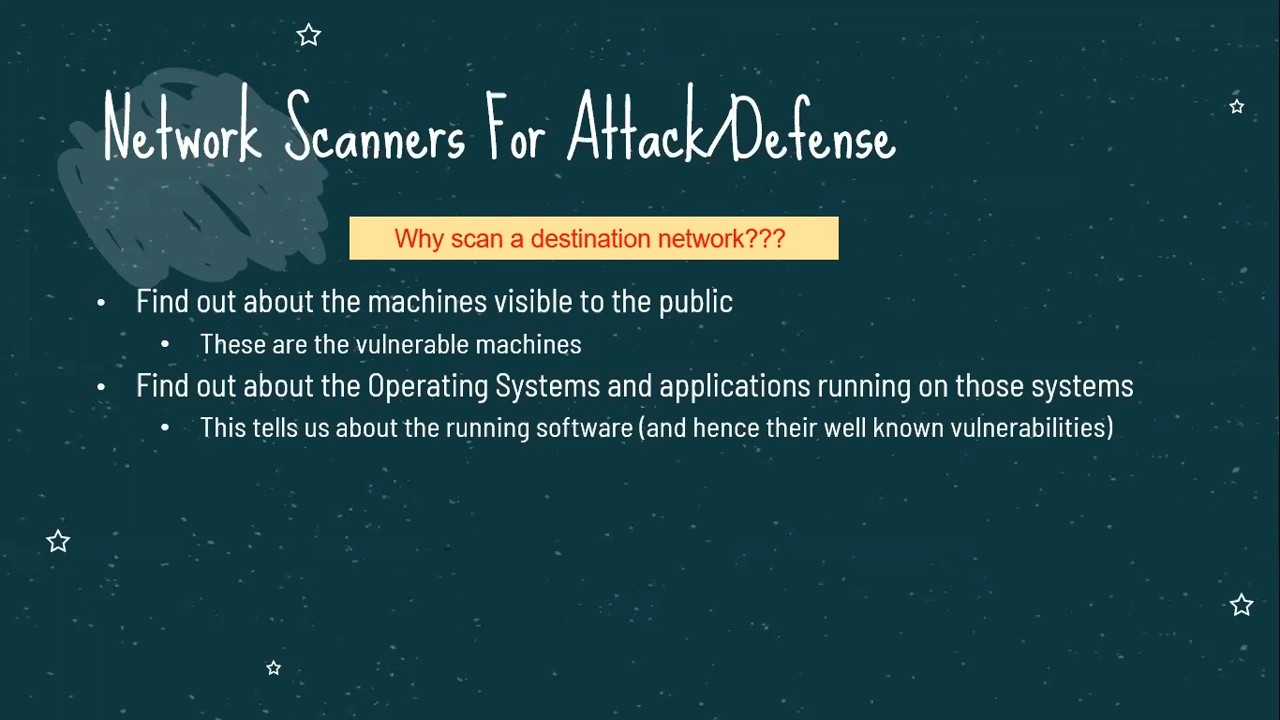 Network Scanners For Attack/Defense
Why scan a destination network???
• Find out about the machines visible to the public
• These are the vulnerable machines
• Find out about the Operating Systems and applications running on those systems
• This tells us about the running software (and hence their well known vulnerabilities)